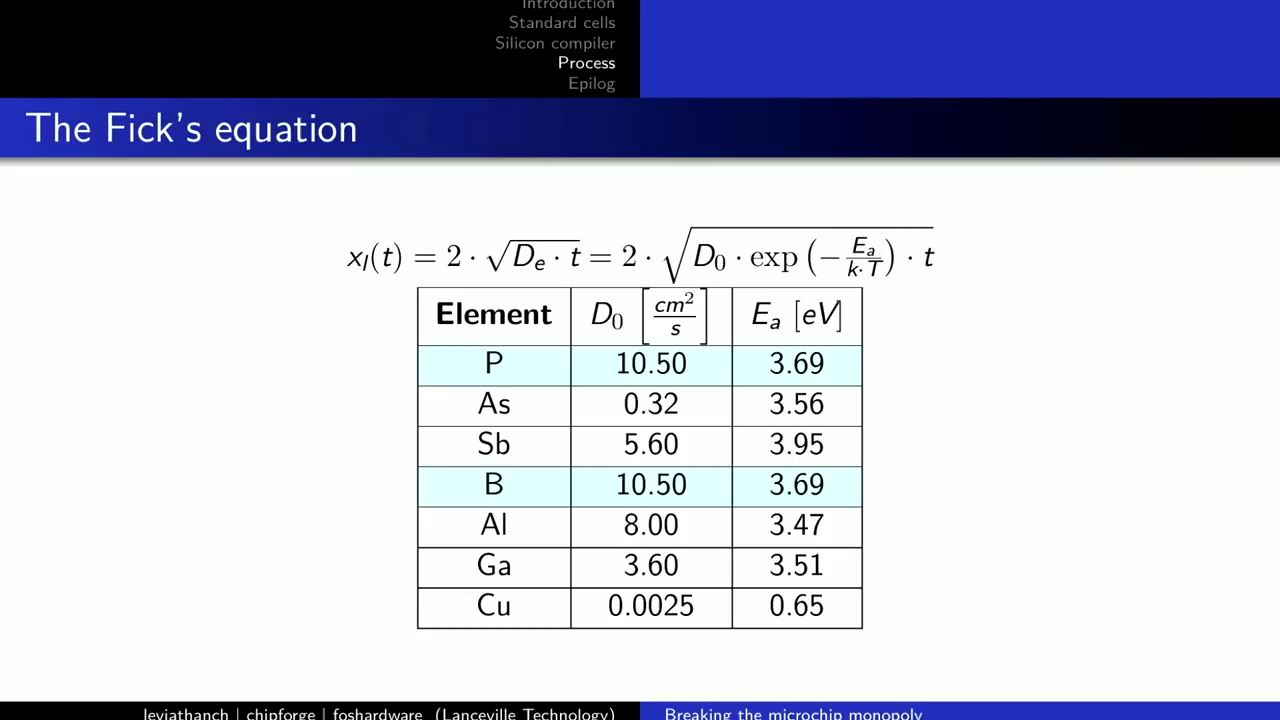 Introduction
Standard cells
Silicon compiler
Process
Epilog
The Fick's equation
x_l(t) = 2 · √(D_e · t) = 2 · √(D_0 · exp(−E_a/(k·T)) · t)
Element D_0 [cm²/s] E_a [eV]
P 10.50 3.69
As 0.32 3.56
Sb 5.60 3.95
B 10.50 3.69
Al 8.00 3.47
Ga 3.60 3.51
Cu 0.0025 0.65
leviathanch | chipforge | foshardware (Lanceville Technology) Breaking the microchip monopoly